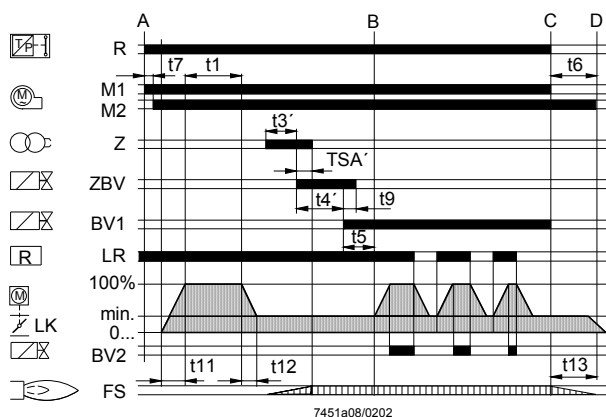 A B C D
R
t7 t1 t6
M1
M2
t3´
Z
TSA´
ZBV
t4´ t9
BV1
t5
R LR
100%
min.
LK 0...
BV2
t11 t12 t13
FS
7451a08/0202
T P
M
M